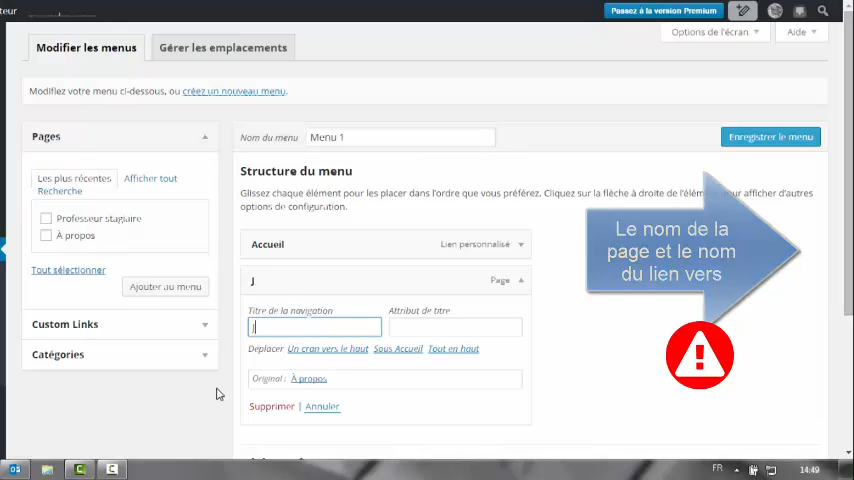 teur
Passez à la version Premium
Options de l'écran
Aide
Modifier les menus
Gérer les emplacements
Modifiez votre menu ci-dessous, ou créez un nouveau menu.
Pages
Les plus récentes
Afficher tout
Recherche
Professeur stagiaire
À propos
Tout sélectionner
Ajouter au menu
Custom Links
Catégories
Nom du menu
Menu 1
Enregistrer le menu
Structure du menu
Glissez chaque élément pour les placer dans l'ordre que vous préférez. Cliquez sur la flèche à droite de l'élém pour afficher d'autres
options de configuration.
Accueil
Lien personnalisé
J
Page
Titre de la navigation
Attribut de titre
J
Déplacer Un cran vers le haut Sous Accueil Tout en haut
Original : À propos
Supprimer | Annuler
Le nom de la
page et le nom
du lien vers
FR
14:49